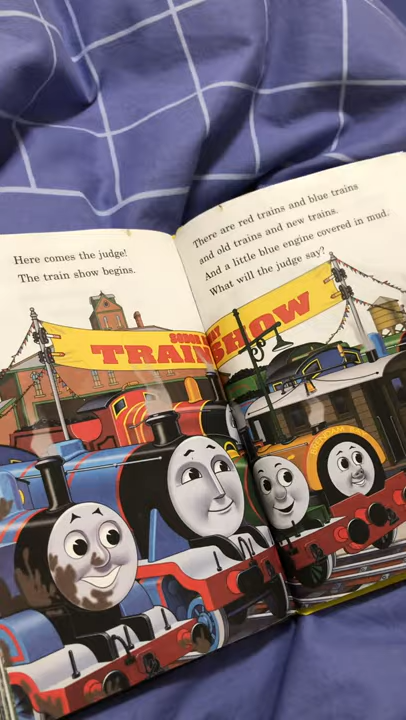 Here comes the judge!
The train show begins.
There are red trains and blue trains
and old trains and new trains.
And a little blue engine covered in mud.
What will the judge say?
TRAIN SHOW